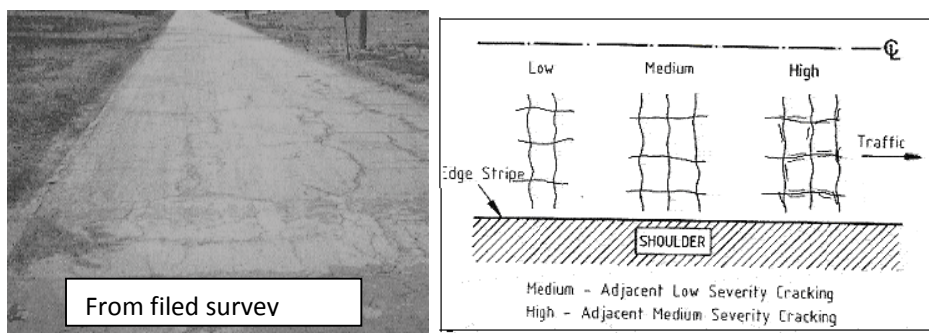 From filed survey
℄
Low Medium High
Traffic
Edge Stripe
SHOULDER
Medium - Adjacent Low Severity Cracking
High - Adjacent Medium Severity Cracking